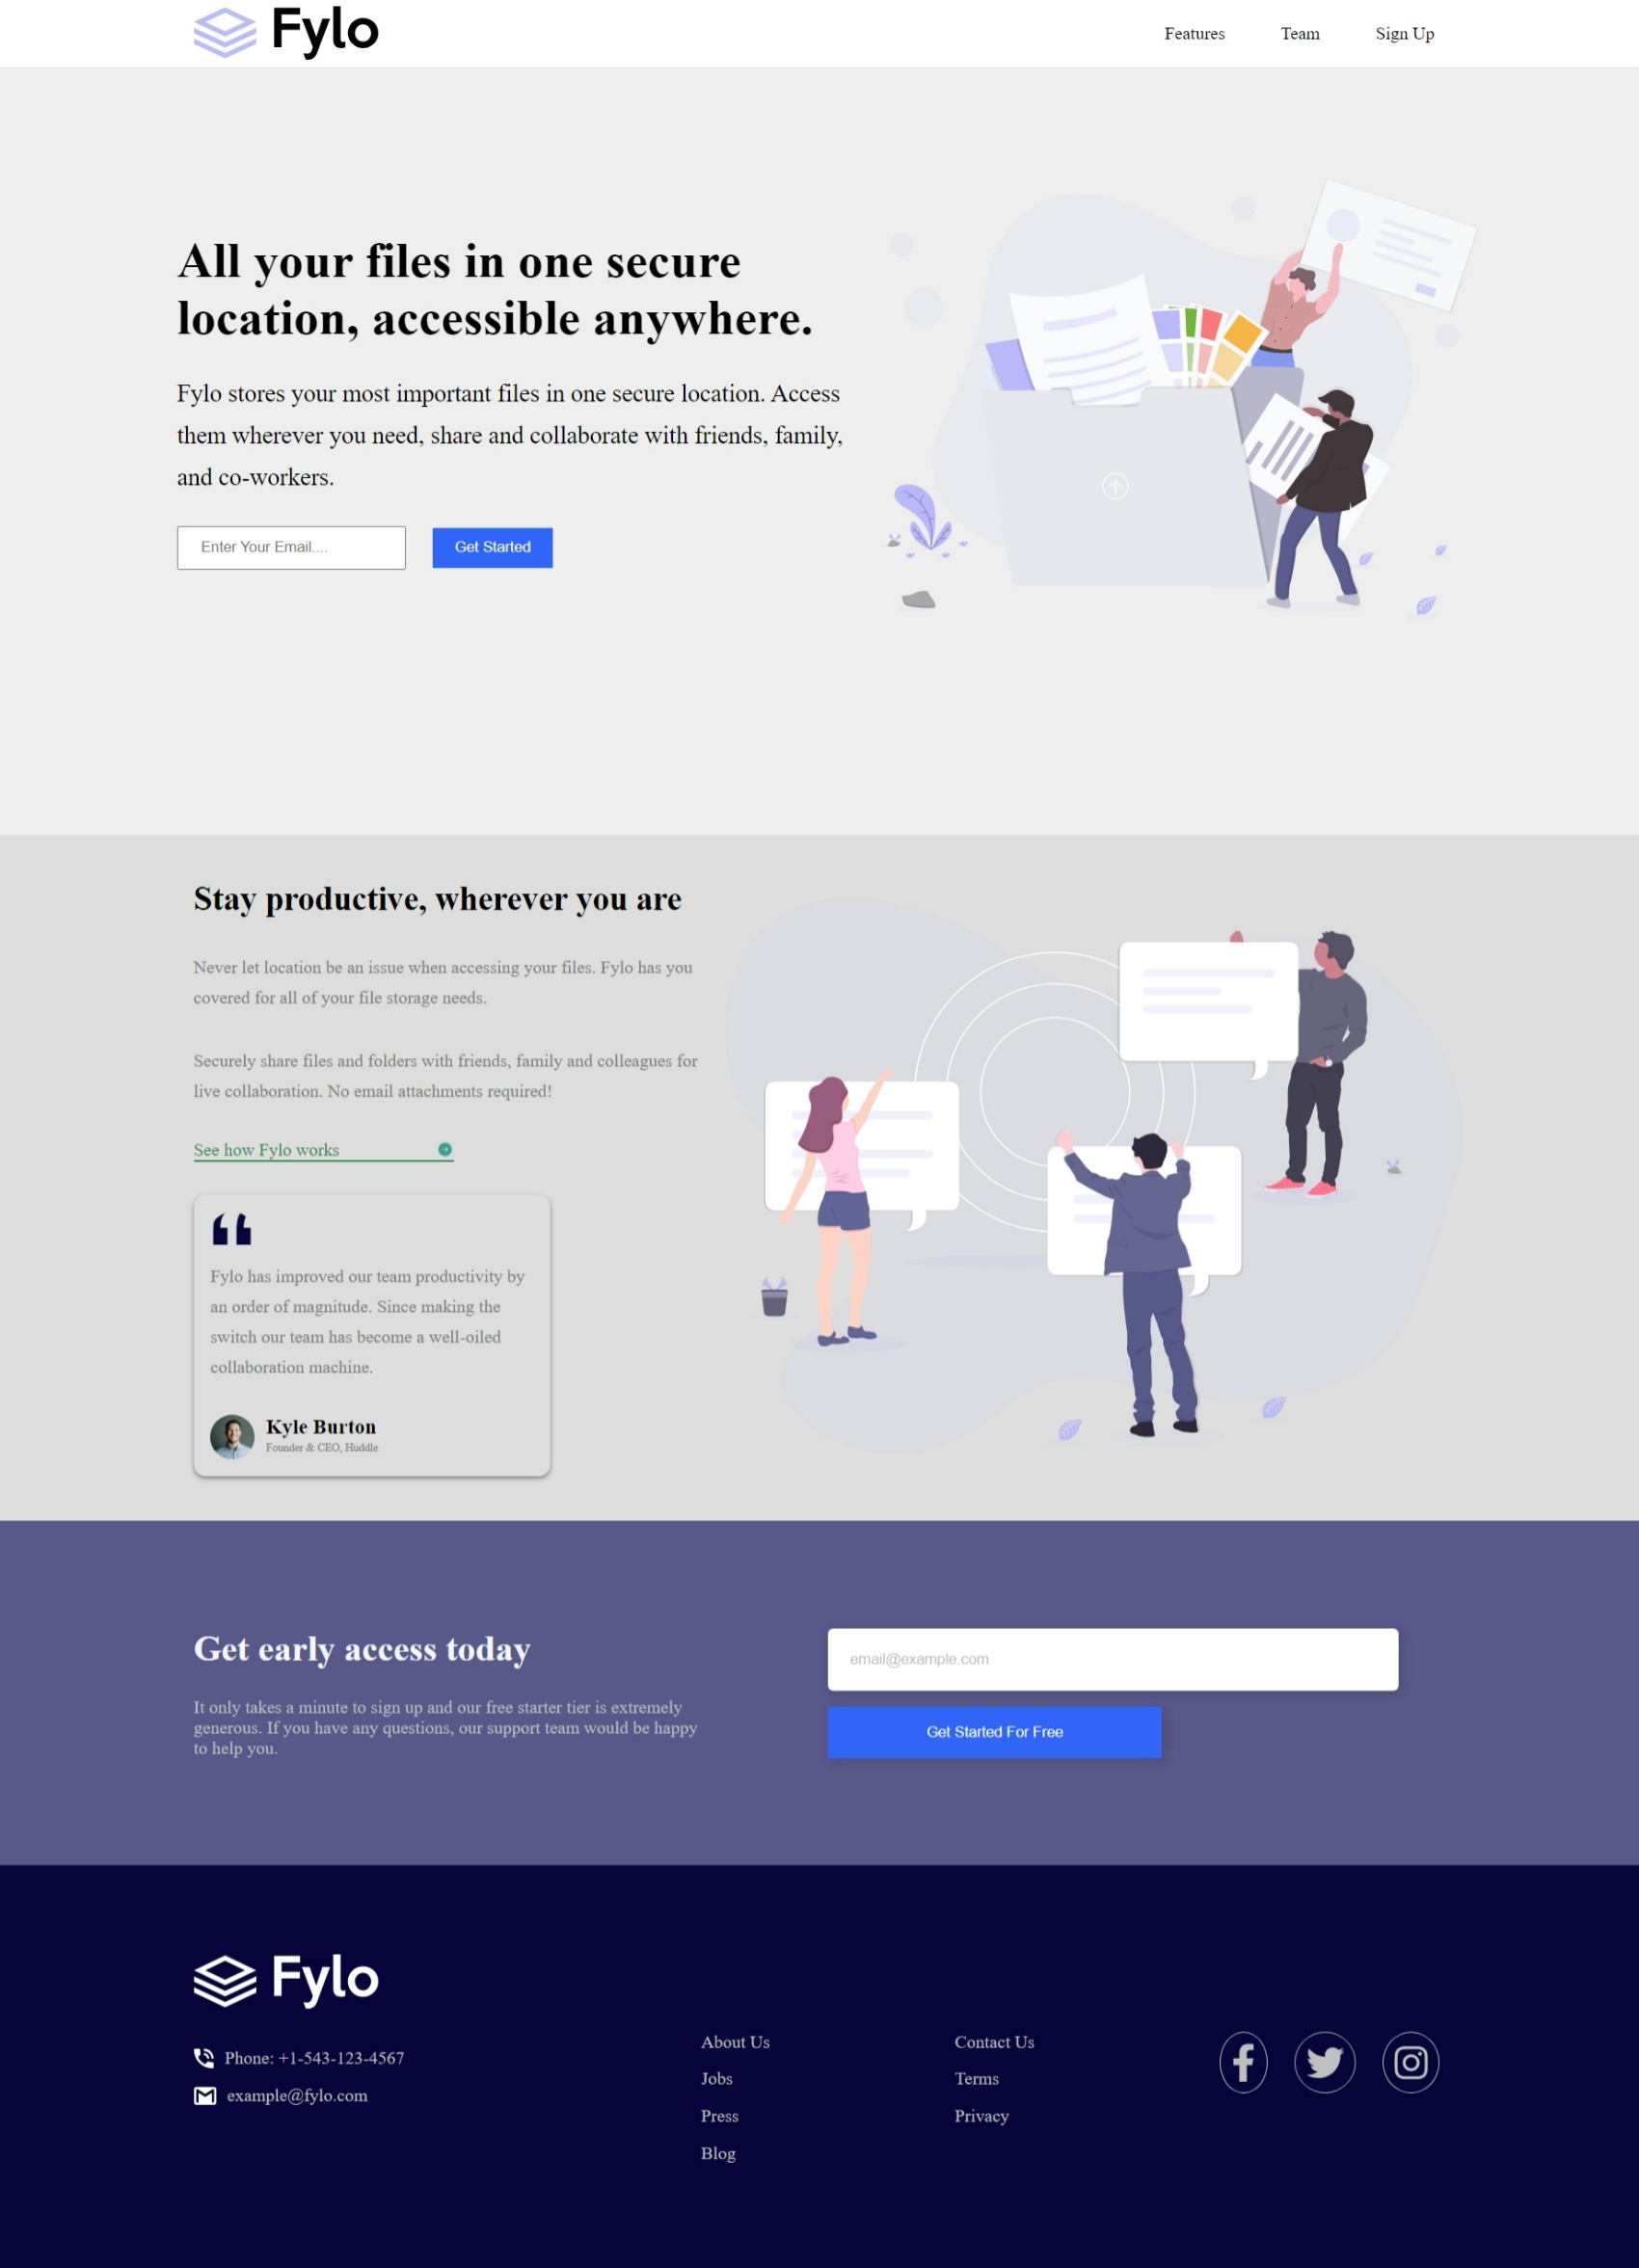 Fylo
Features
Team
Sign Up
All your files in one secure
location, accessible anywhere.
Fylo stores your most important files in one secure location. Access
them wherever you need, share and collaborate with friends, family,
and co-workers.
Enter Your Email....
Get Started
Stay productive, wherever you are
Never let location be an issue when accessing your files. Fylo has you
covered for all of your file storage needs.
Securely share files and folders with friends, family and colleagues for
live collaboration. No email attachments required!
See how Fylo works
Fylo has improved our team productivity by
an order of magnitude. Since making the
switch our team has become a well-oiled
collaboration machine.
Kyle Burton
Founder & CEO, Huddle
Get early access today
It only takes a minute to sign up and our free starter tier is extremely
generous. If you have any questions, our support team would be happy
to help you.
email@example.com
Get Started For Free
Fylo
Phone: +1-543-123-4567
example@fylo.com
About Us
Jobs
Press
Blog
Contact Us
Terms
Privacy